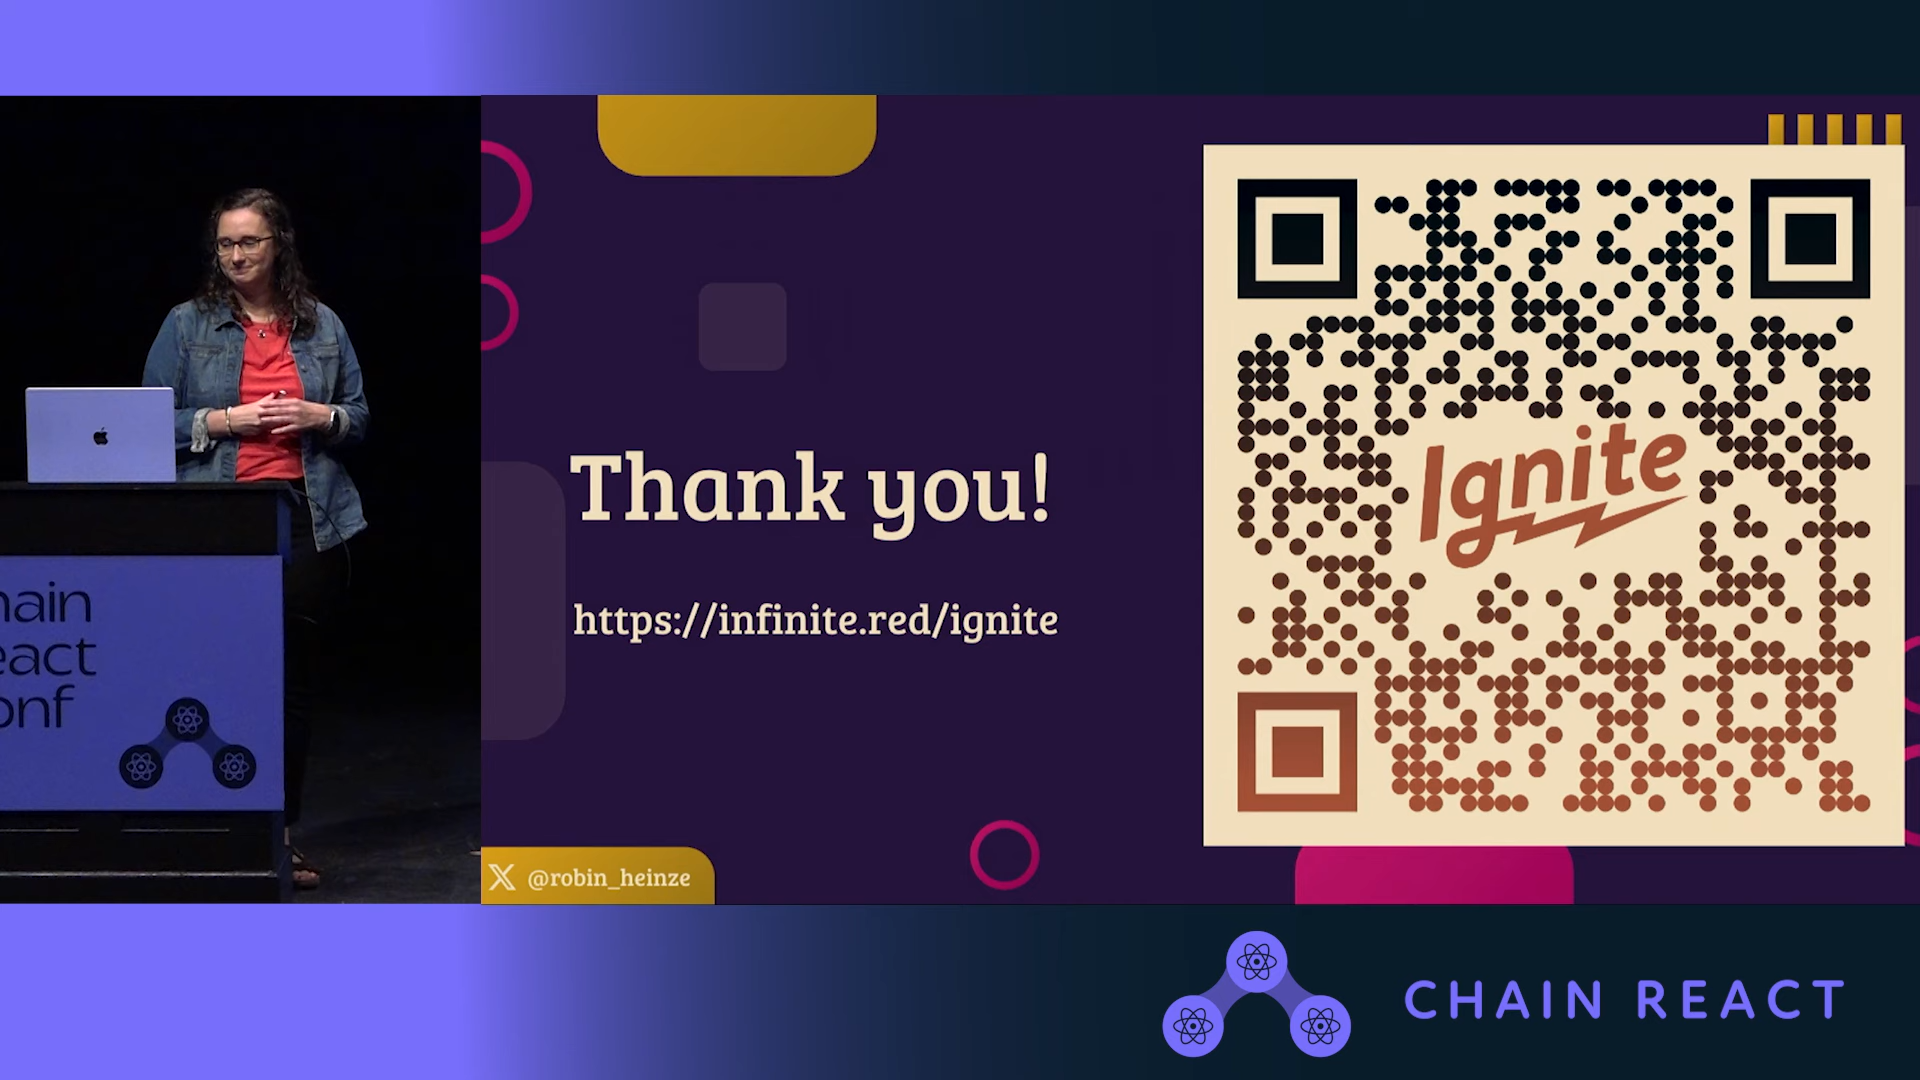 Thank you!
https://infinite.red/ignite
Ignite
@robin_heinze
hain
eact
onf
CHAIN REACT